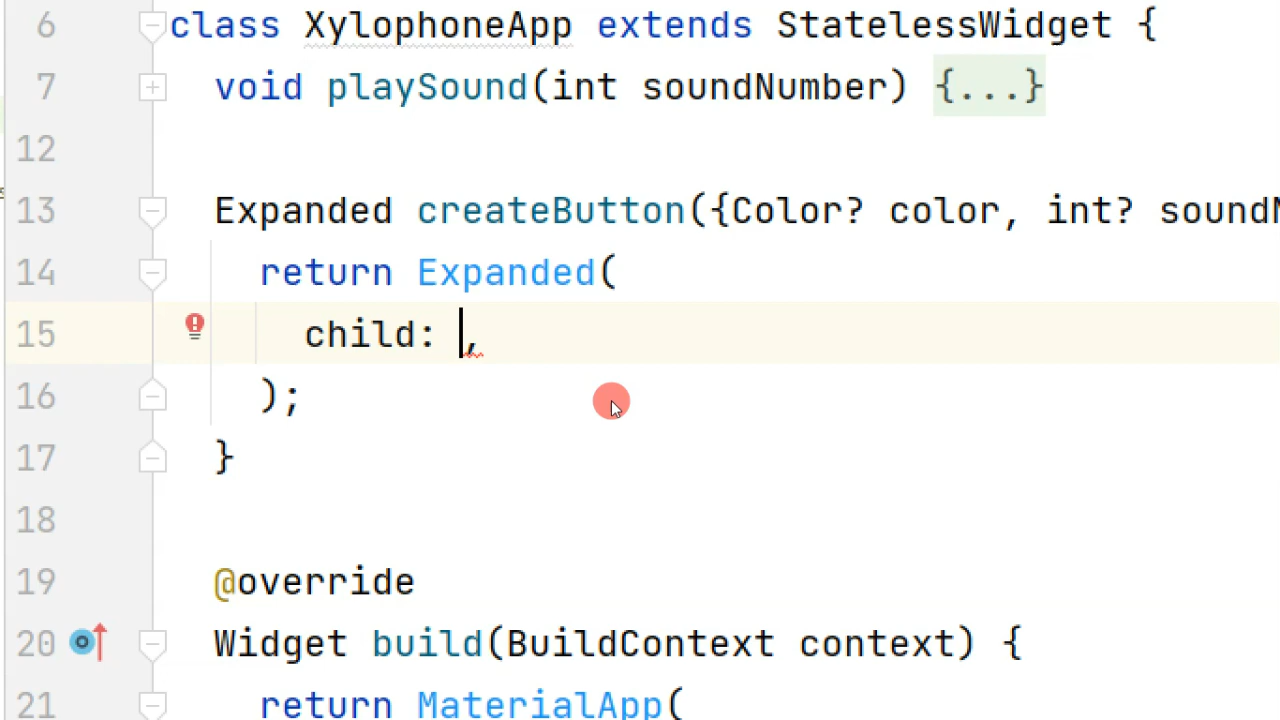 6 class XylophoneApp extends StatelessWidget {
7 void playSound(int soundNumber) {...}
12
13 Expanded createButton({Color? color, int? soundN
14 return Expanded(
15 child: ,
16 );
17 }
18
19 @override
20 Widget build(BuildContext context) {
21 return MaterialApp(